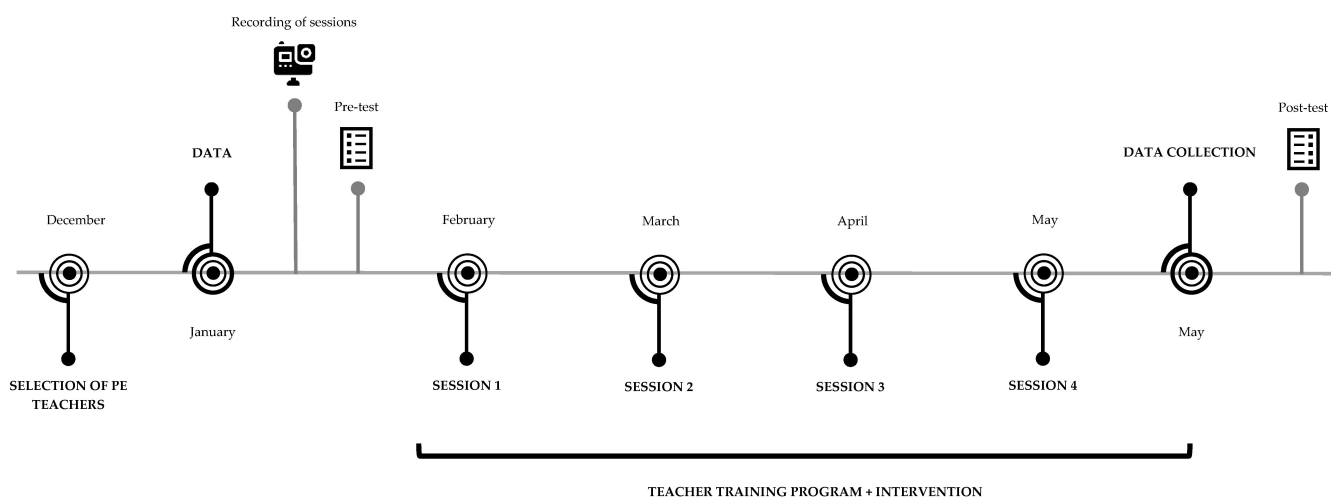 Recording of sessions
Pre-test
Post-test
DATA
DATA COLLECTION
December
February
March
April
May
January
May
SELECTION OF PE
TEACHERS
SESSION 1
SESSION 2
SESSION 3
SESSION 4
TEACHER TRAINING PROGRAM + INTERVENTION